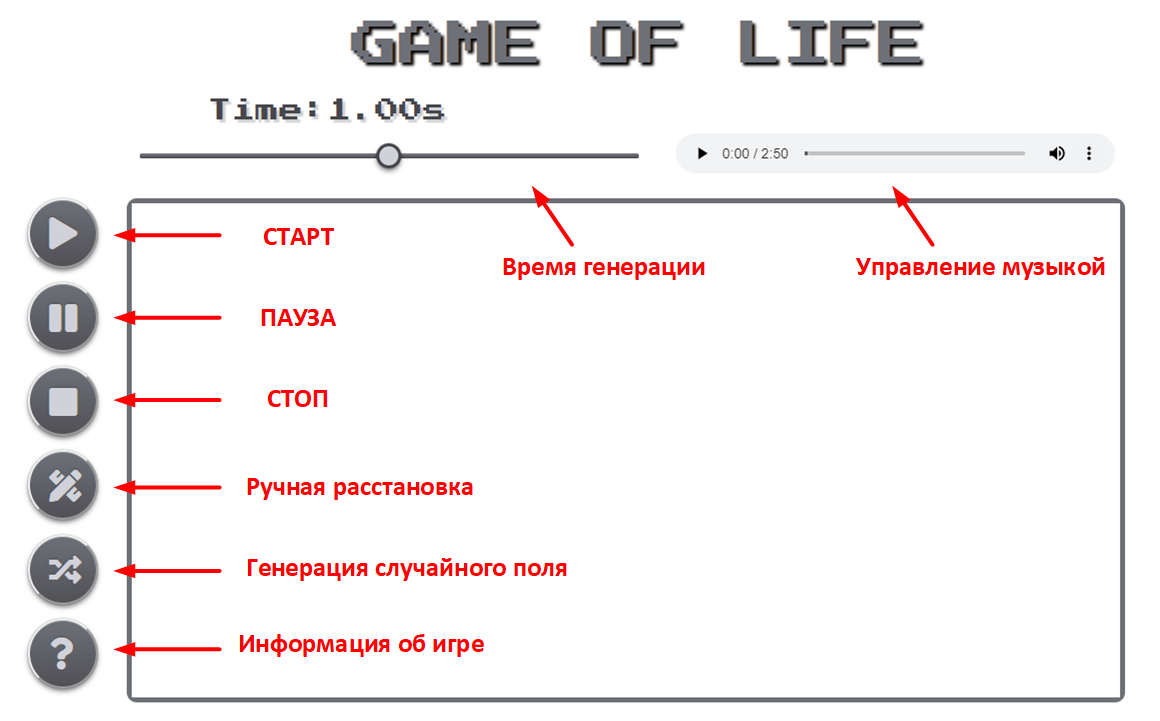 GAME OF LIFE
Time:1.00s
0:00 / 2:50
СТАРТ
Время генерации
Управление музыкой
ПАУЗА
СТОП
Ручная расстановка
Генерация случайного поля
?
Информация об игре